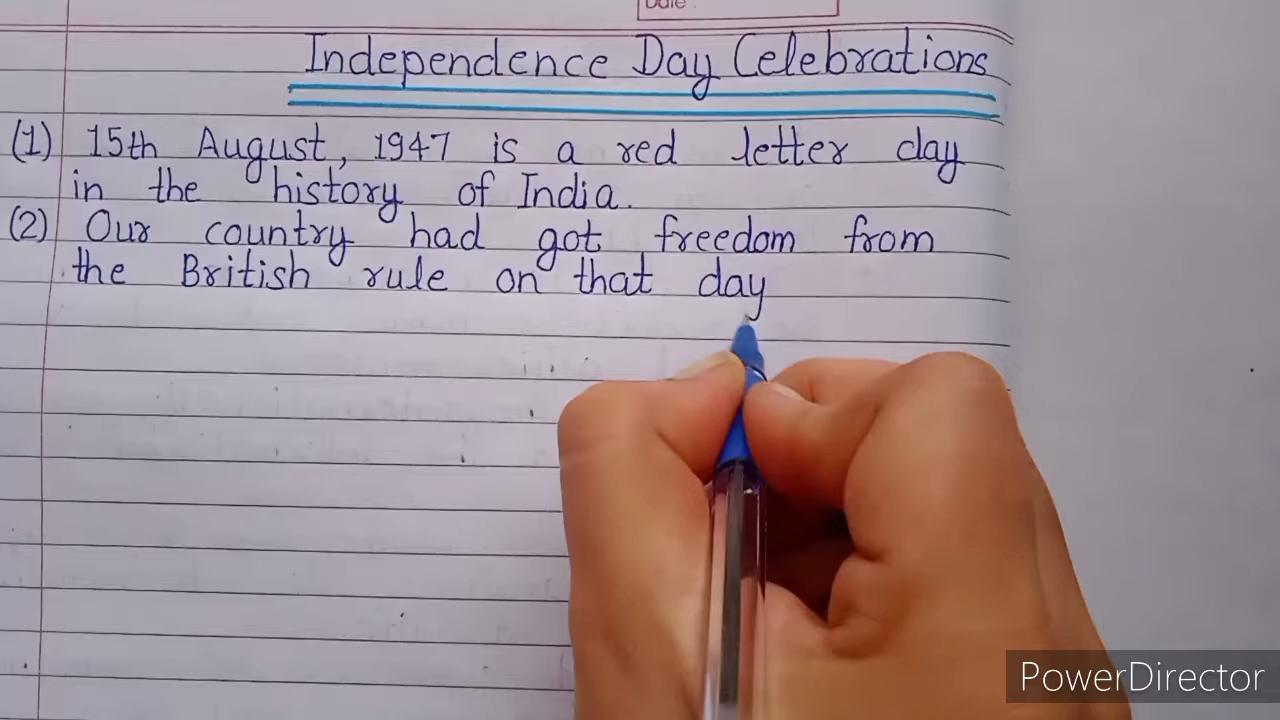 Date :
Independence Day Celebrations
(1) 15th August, 1947 is a red letter day
in the history of India.
(2) Our country had got freedom from
the British rule on that day
PowerDirector